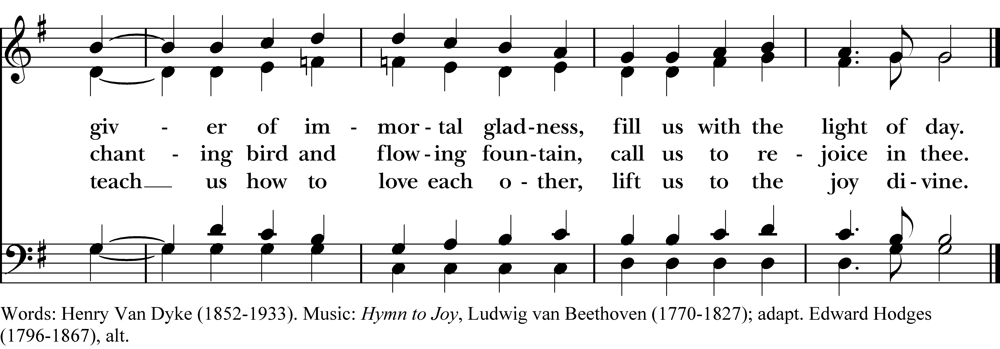 giv - er of im - mor - tal glad-ness, fill us with the light of day.
chant - ing bird and flow - ing foun-tain, call us to re - joice in thee.
teach us how to love each o - ther, lift us to the joy di - vine.
Words: Henry Van Dyke (1852-1933). Music: Hymn to Joy, Ludwig van Beethoven (1770-1827); adapt. Edward Hodges
(1796-1867), alt.